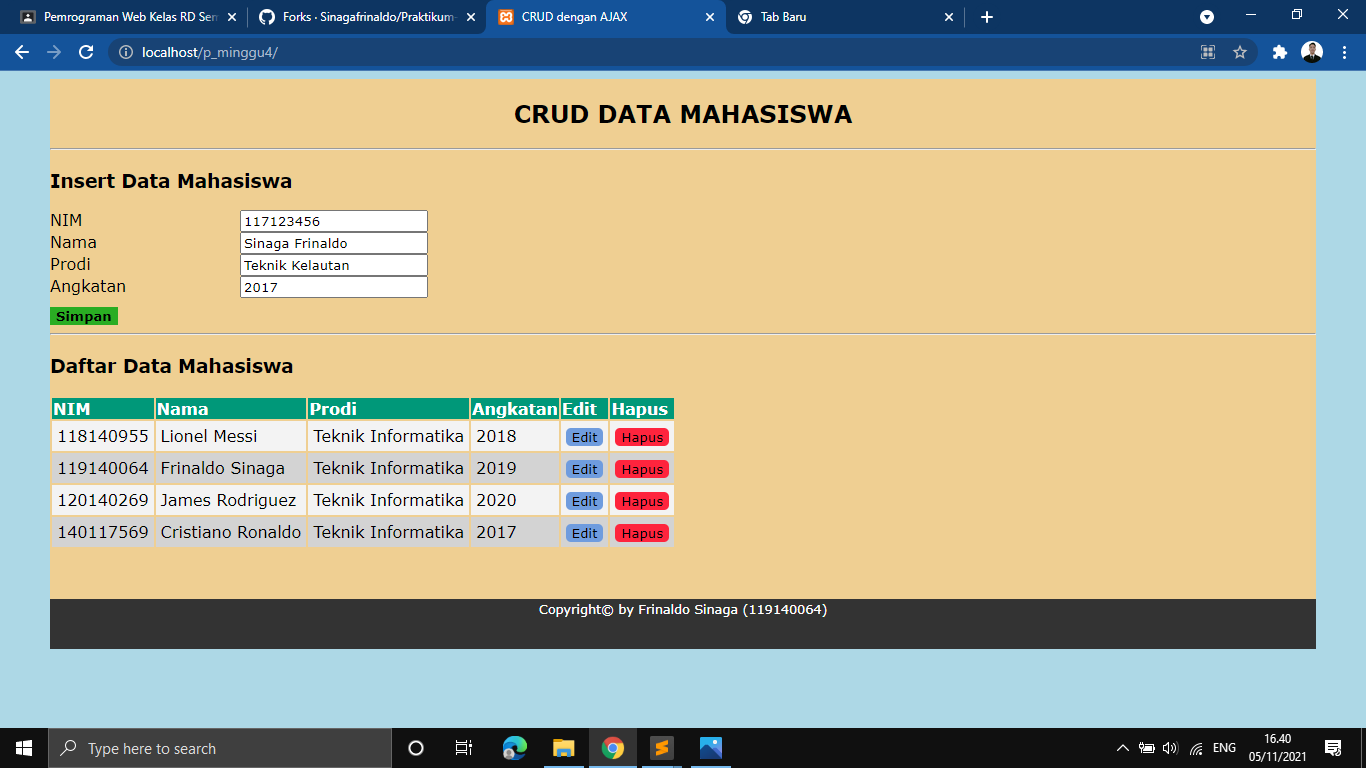 Pemrograman Web Kelas RD Sem
Forks · Sinagafrinaldo/Praktikum-
CRUD dengan AJAX
Tab Baru
localhost/p_minggu4/
CRUD DATA MAHASISWA
Insert Data Mahasiswa
NIM 117123456
Nama Sinaga Frinaldo
Prodi Teknik Kelautan
Angkatan 2017
Simpan
Daftar Data Mahasiswa
NIM Nama Prodi Angkatan Edit Hapus
118140955 Lionel Messi Teknik Informatika 2018 Edit Hapus
119140064 Frinaldo Sinaga Teknik Informatika 2019 Edit Hapus
120140269 James Rodriguez Teknik Informatika 2020 Edit Hapus
140117569 Cristiano Ronaldo Teknik Informatika 2017 Edit Hapus
Copyright© by Frinaldo Sinaga (119140064)
Type here to search
ENG
16.40
05/11/2021